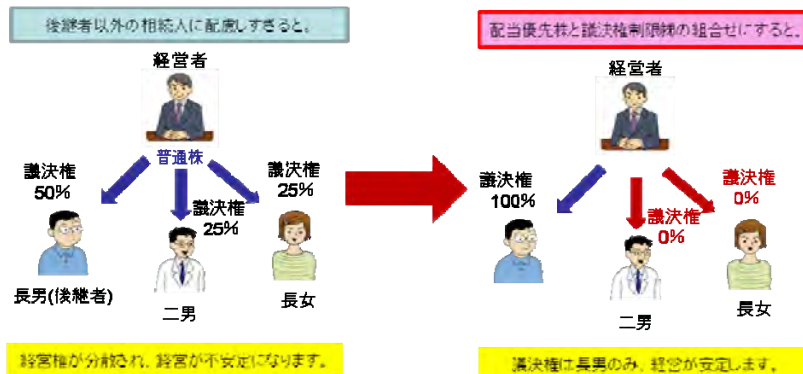 後継者以外の相続人に配慮しすぎると。
経営者
普通株
議決権
50%
議決権
25%
議決権
25%
長男(後継者)
二男
長女
経営権が分散され、経営が不安定になります。
配当優先株と議決権制限株の組合せにすると。
経営者
議決権
100%
議決権
0%
議決権
0%
二男
長女
議決権は長男のみ、経営が安定します。